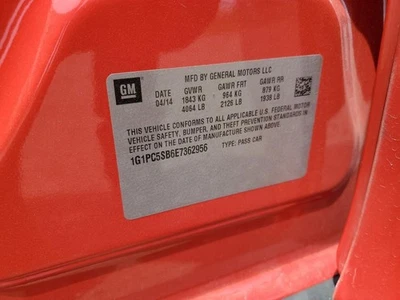 GM
MFD BY GENERAL MOTORS LLC
DATE GVWR GAWR FRT GAWR RR
04/14 1843 KG 964 KG 879 KG
4064 LB 2126 LB 1938 LB
THIS VEHICLE CONFORMS TO ALL APPLICABLE U.S. FEDERAL MOTOR
VEHICLE SAFETY, BUMPER, AND THEFT PREVENTION STANDARDS IN
EFFECT ON THE DATE OF MANUFACTURE SHOWN ABOVE.
1G1PC5SB6E7362956 TYPE: PASS CAR